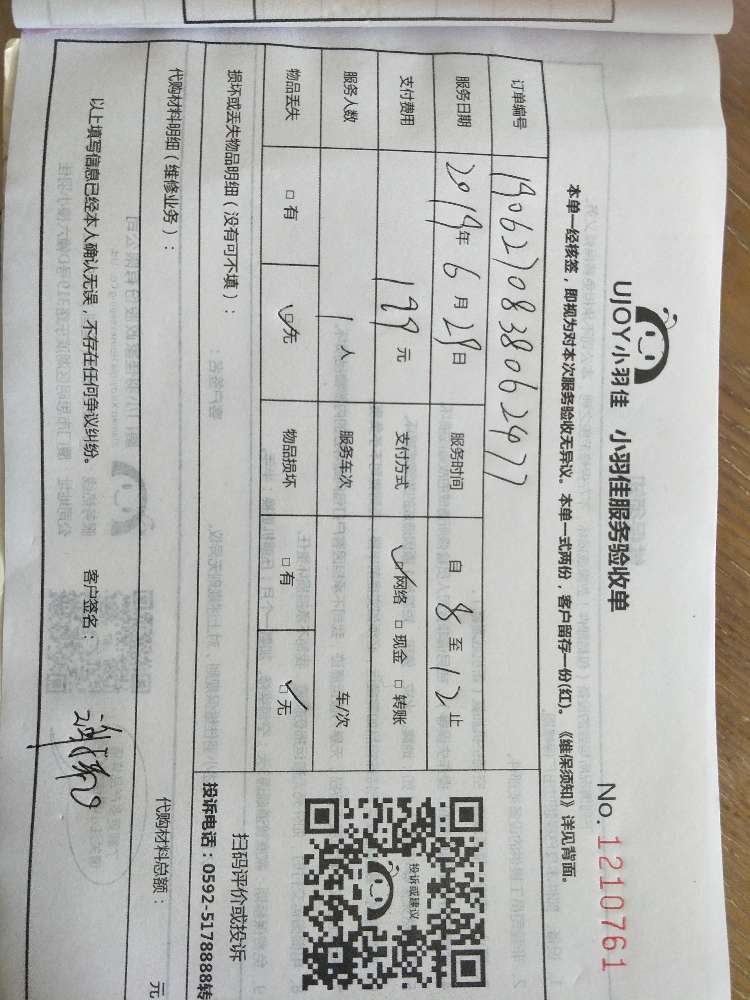 UJOY小羽佳 小羽佳服务验收单
No. 1210761
本单一经核签，即视为对本次服务验收无异议。本单一式两份，客户留存一份(红)。《维保须知》详见背面。
订单编号 1906270838062477
服务日期 2019年 6月 29日 服务时间 自 8 至 12 止
支付费用 199 元 支付方式 ☑网络 □现金 □转账
服务人数 1 人 服务车次 车/次
物品丢失 □有 ☑无 物品损坏 □有 ☑无
投诉或建议
扫码评价或投诉
投诉电话：0592-5178888转
损坏或丢失物品明细（没有可不填）：
代购材料明细（维修业务）： 代购材料总额： 元
以上填写信息已经本人确认无误，不存在任何争议纠纷。 客户签名：